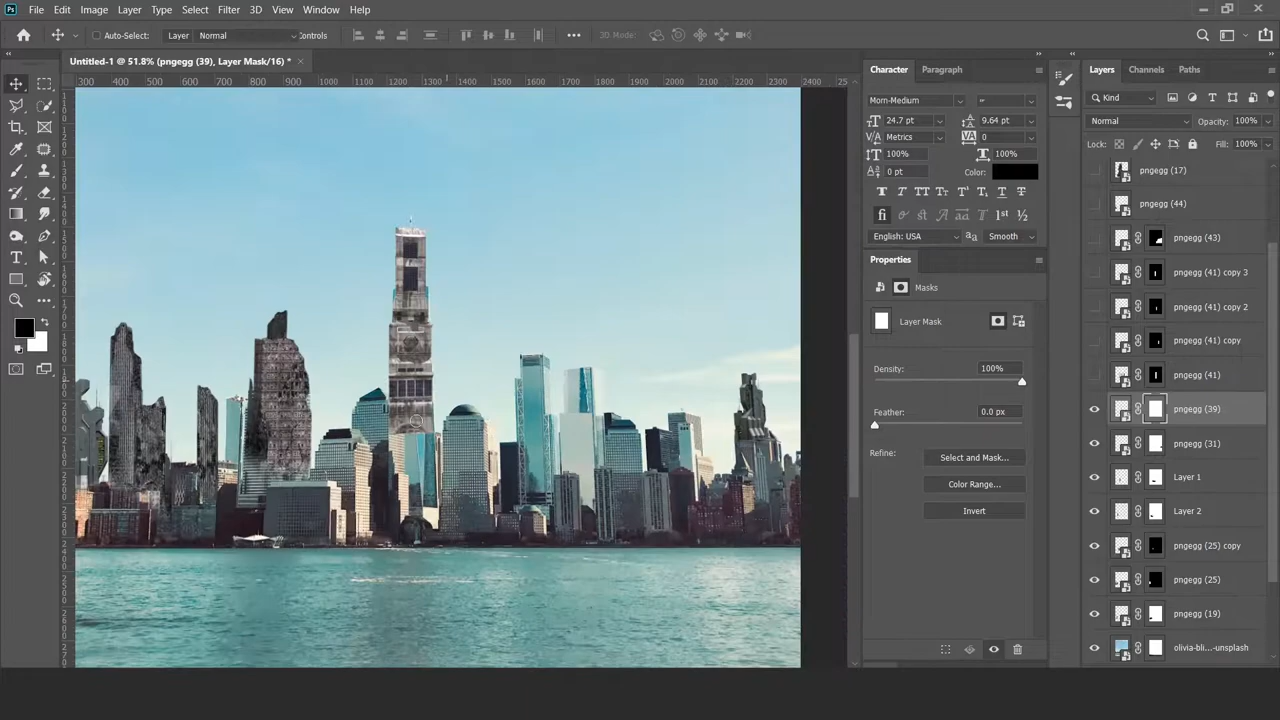 Ps File Edit Image Layer Type Select Filter 3D View Window Help
Auto-Select: Layer Normal Controls 3D Mode:
Untitled-1 @ 51.8% (pngegg (39), Layer Mask/16) *
300 400 500 600 700 800 900 1000 1100 1200 1300 1400 1500 1600 1700 1800 1900 2000 2100 2200 2300 2400
Character Paragraph
Morn-Medium
24.7 pt 9.64 pt
Metrics 0
100% 100%
0 pt Color:
English: USA Smooth
Properties
Masks
Layer Mask
Density: 100%
Feather: 0.0 px
Refine: Select and Mask...
Color Range...
Invert
Layers Channels Paths
Kind
Normal Opacity: 100%
Lock: Fill: 100%
pngegg (17)
pngegg (44)
pngegg (43)
pngegg (41) copy 3
pngegg (41) copy 2
pngegg (41) copy
pngegg (41)
pngegg (39)
pngegg (31)
Layer 1
Layer 2
pngegg (25) copy
pngegg (25)
pngegg (19)
olivia-bli...-unsplash